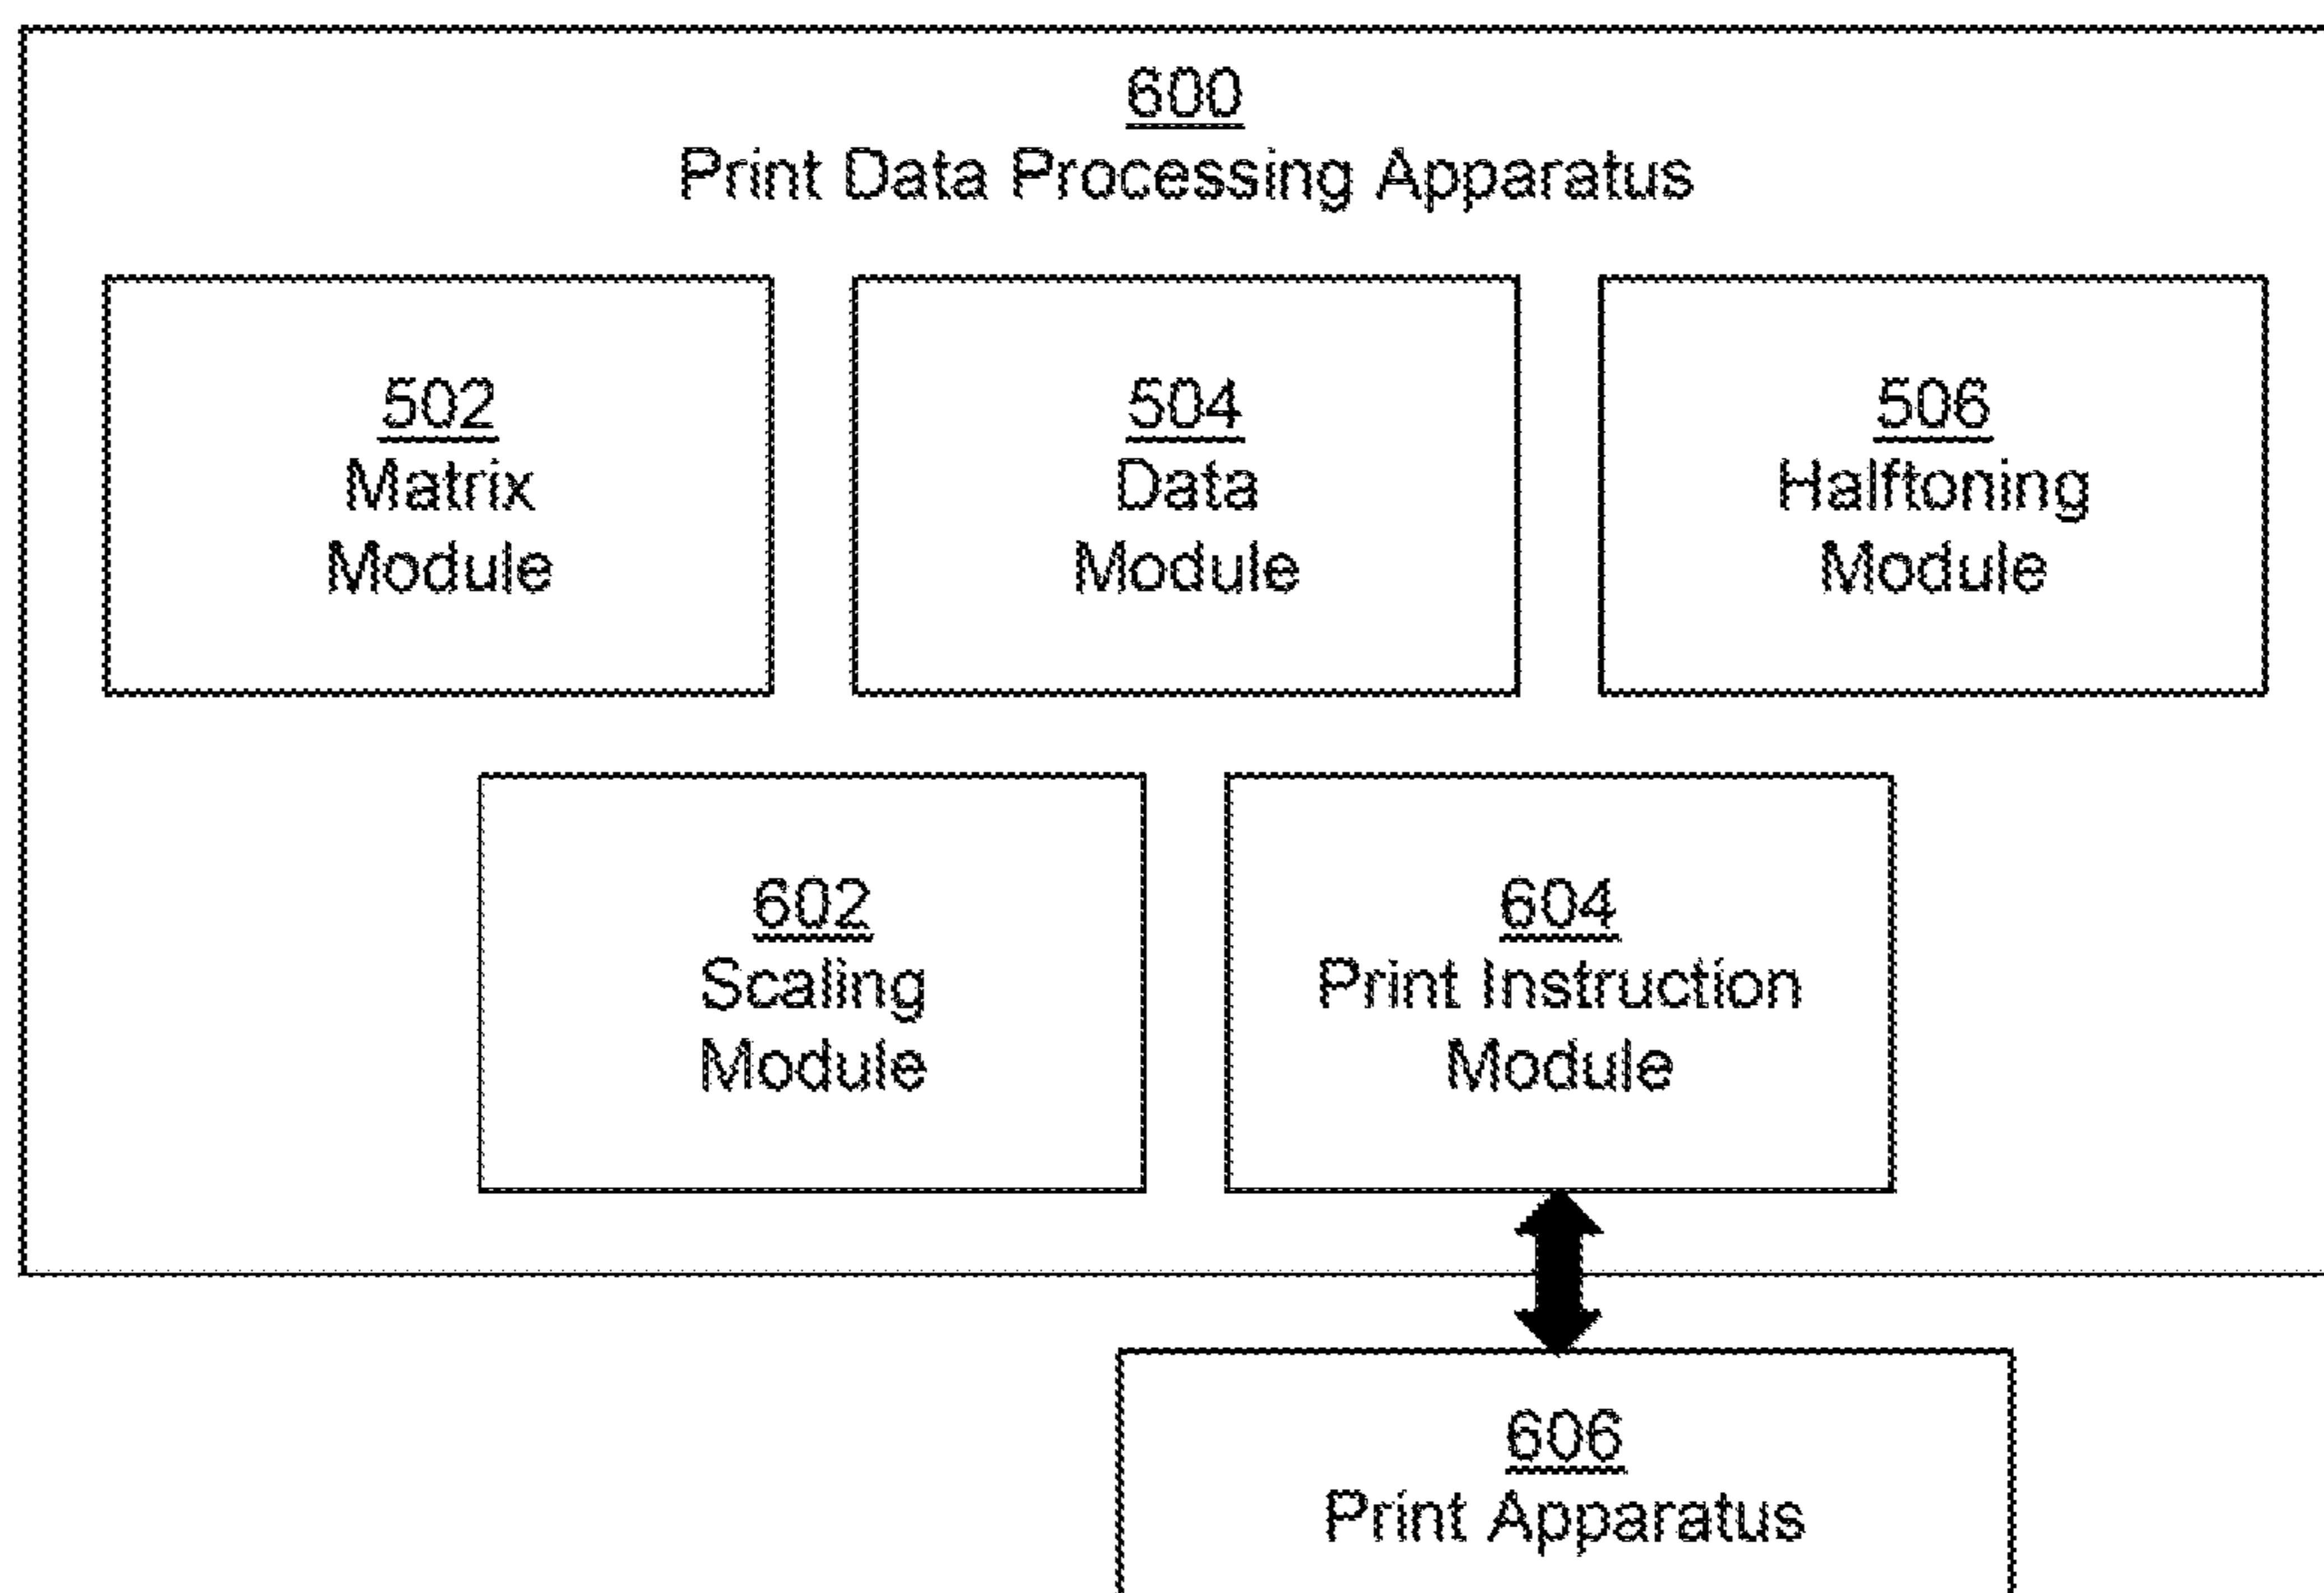 600
Print Data Processing Apparatus
502
Matrix
Module
504
Data
Module
506
Halftoning
Module
602
Scaling
Module
604
Print Instruction
Module
606
Print Apparatus